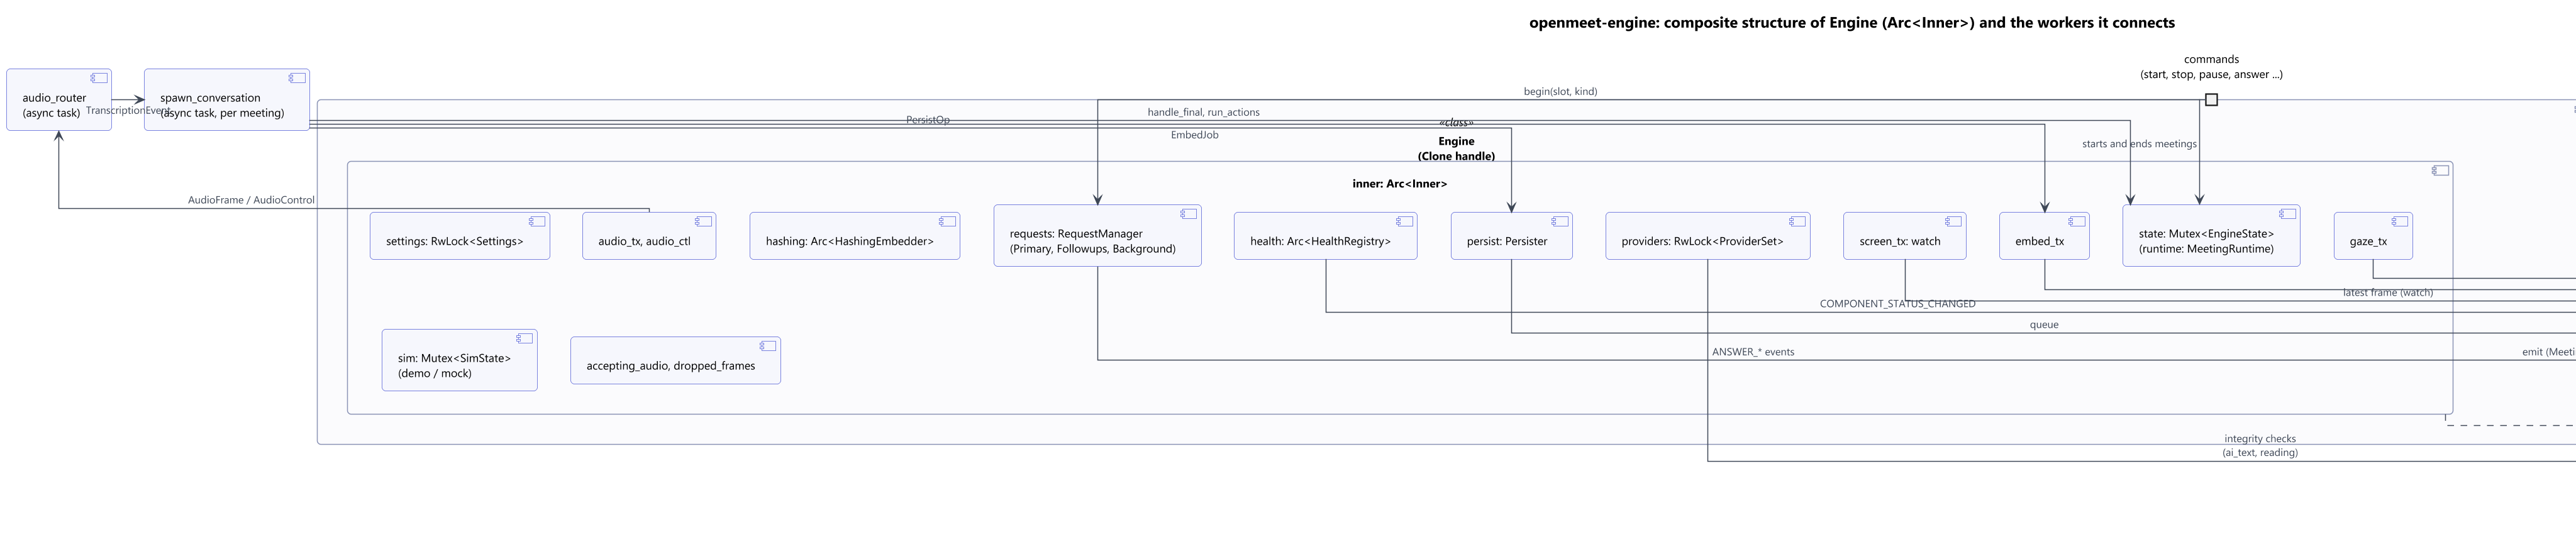 openmeet-engine: composite structure of Engine (Arc<Inner>) and the workers it connects
commands
(start, stop, pause, answer ...)
audio_router
(async task)
TranscriptionEvent
spawn_conversation
(async task, per meeting)
begin(slot, kind)
handle_final, run_actions
PersistOp
«class»
EmbedJob
Engine
(Clone handle)
starts and ends meetings
inner: Arc<Inner>
AudioFrame / AudioControl
settings: RwLock<Settings>
audio_tx, audio_ctl
hashing: Arc<HashingEmbedder>
requests: RequestManager
(Primary, Followups, Background)
health: Arc<HealthRegistry>
persist: Persister
providers: RwLock<ProviderSet>
screen_tx: watch
embed_tx
state: Mutex<EngineState>
(runtime: MeetingRuntime)
gaze_tx
latest frame (watch)
COMPONENT_STATUS_CHANGED
queue
ANSWER_* events
emit (Meeti
sim: Mutex<SimState>
(demo / mock)
accepting_audio, dropped_frames
integrity checks
(ai_text, reading)